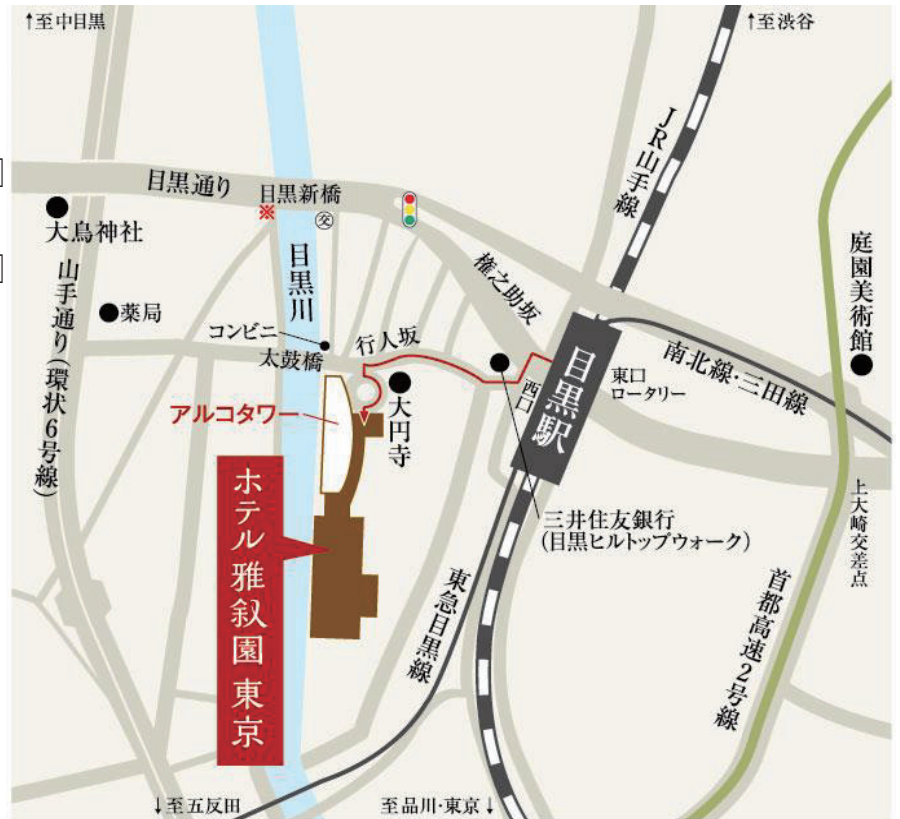 ↑至中目黒
↑至渋谷
JR山手線
目黒通り
目黒新橋
※
交
大鳥神社
目黒川
権之助坂
庭園美術館
山手通り(環状6号線)
薬局
コンビニ
太鼓橋
行人坂
西口
目黒駅
東口
ロータリー
南北線・三田線
アルコタワー
大円寺
ホテル雅叙園東京
三井住友銀行
(目黒ヒルトップウォーク)
上大崎交差点
東急目黒線
首都高速2号線
↓至五反田
至品川・東京↓